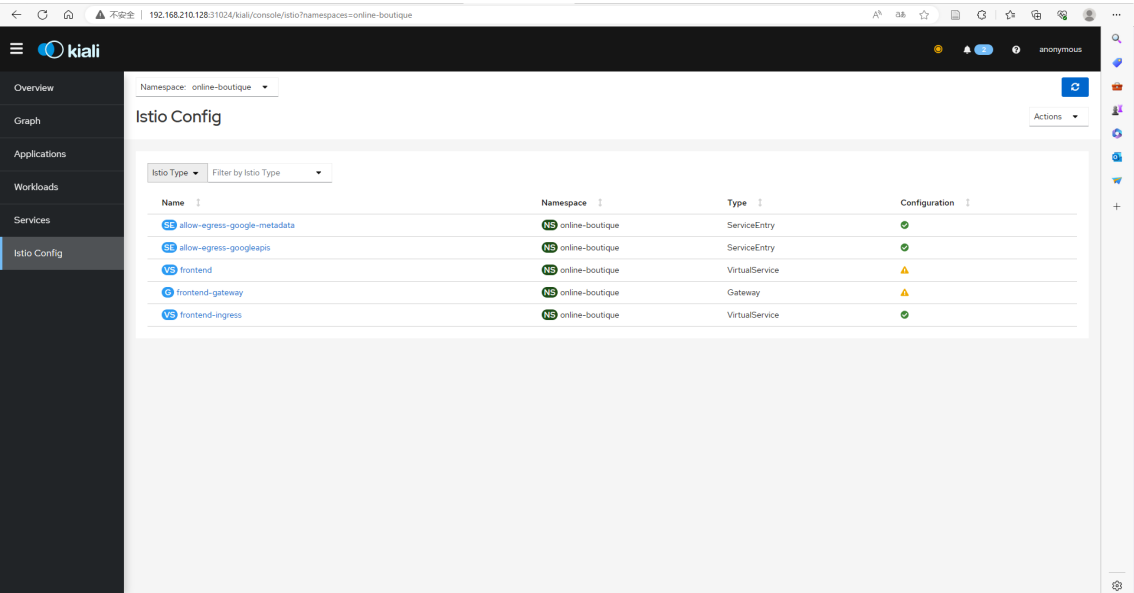 不安全 192.168.210.128:31024/kiali/console/istio?namespaces=online-boutique
kiali
2
anonymous
Overview
Graph
Applications
Workloads
Services
Istio Config
Namespace: online-boutique
Istio Config
Actions
Istio Type Filter by Istio Type
Name Namespace Type Configuration
SE allow-egress-google-metadata NS online-boutique ServiceEntry
SE allow-egress-googleapis NS online-boutique ServiceEntry
VS frontend NS online-boutique VirtualService
G frontend-gateway NS online-boutique Gateway
VS frontend-ingress NS online-boutique VirtualService